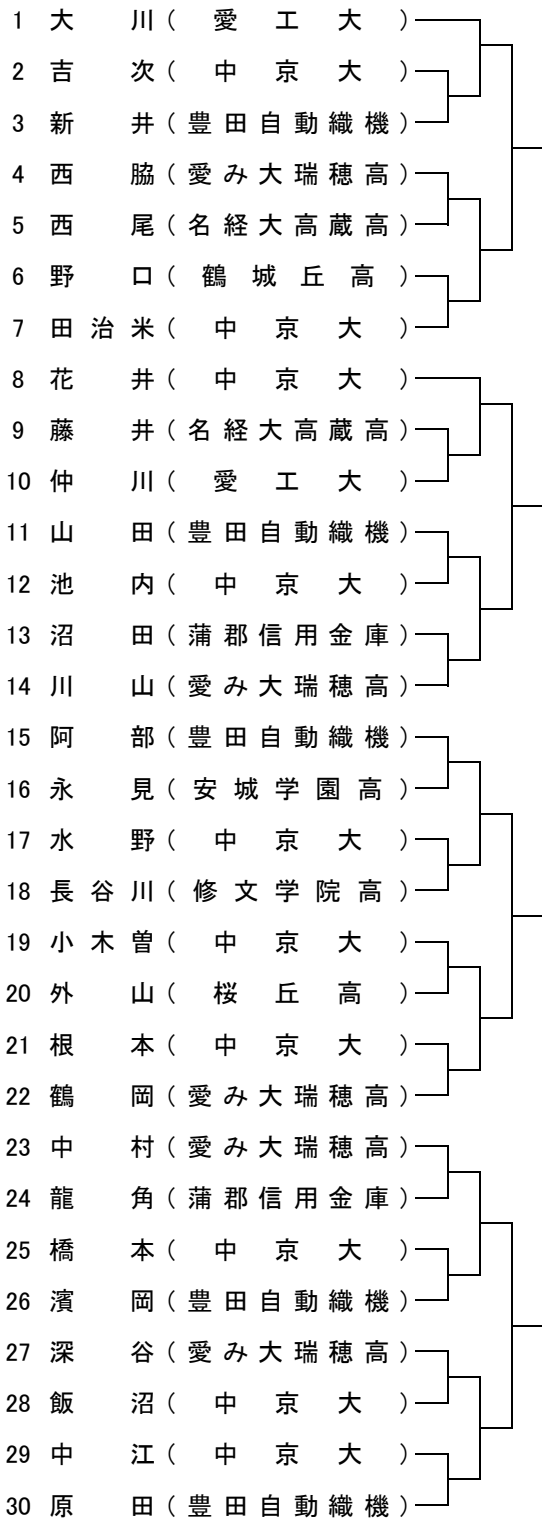 1 大川(愛工大)
2 吉次(中京大)
3 新井(豊田自動織機)
4 西脇(愛み大瑞穂高)
5 西尾(名経大高蔵高)
6 野口(鶴城丘高)
7 田治米(中京大)
8 花井(中京大)
9 藤井(名経大高蔵高)
10 仲川(愛工大)
11 山田(豊田自動織機)
12 池内(中京大)
13 沼田(蒲郡信用金庫)
14 川山(愛み大瑞穂高)
15 阿部(豊田自動織機)
16 永見(安城学園高)
17 水野(中京大)
18 長谷川(修文学院高)
19 小木曽(中京大)
20 外山(桜丘高)
21 根本(中京大)
22 鶴岡(愛み大瑞穂高)
23 中村(愛み大瑞穂高)
24 龍角(蒲郡信用金庫)
25 橋本(中京大)
26 濱岡(豊田自動織機)
27 深谷(愛み大瑞穂高)
28 飯沼(中京大)
29 中江(中京大)
30 原田(豊田自動織機)